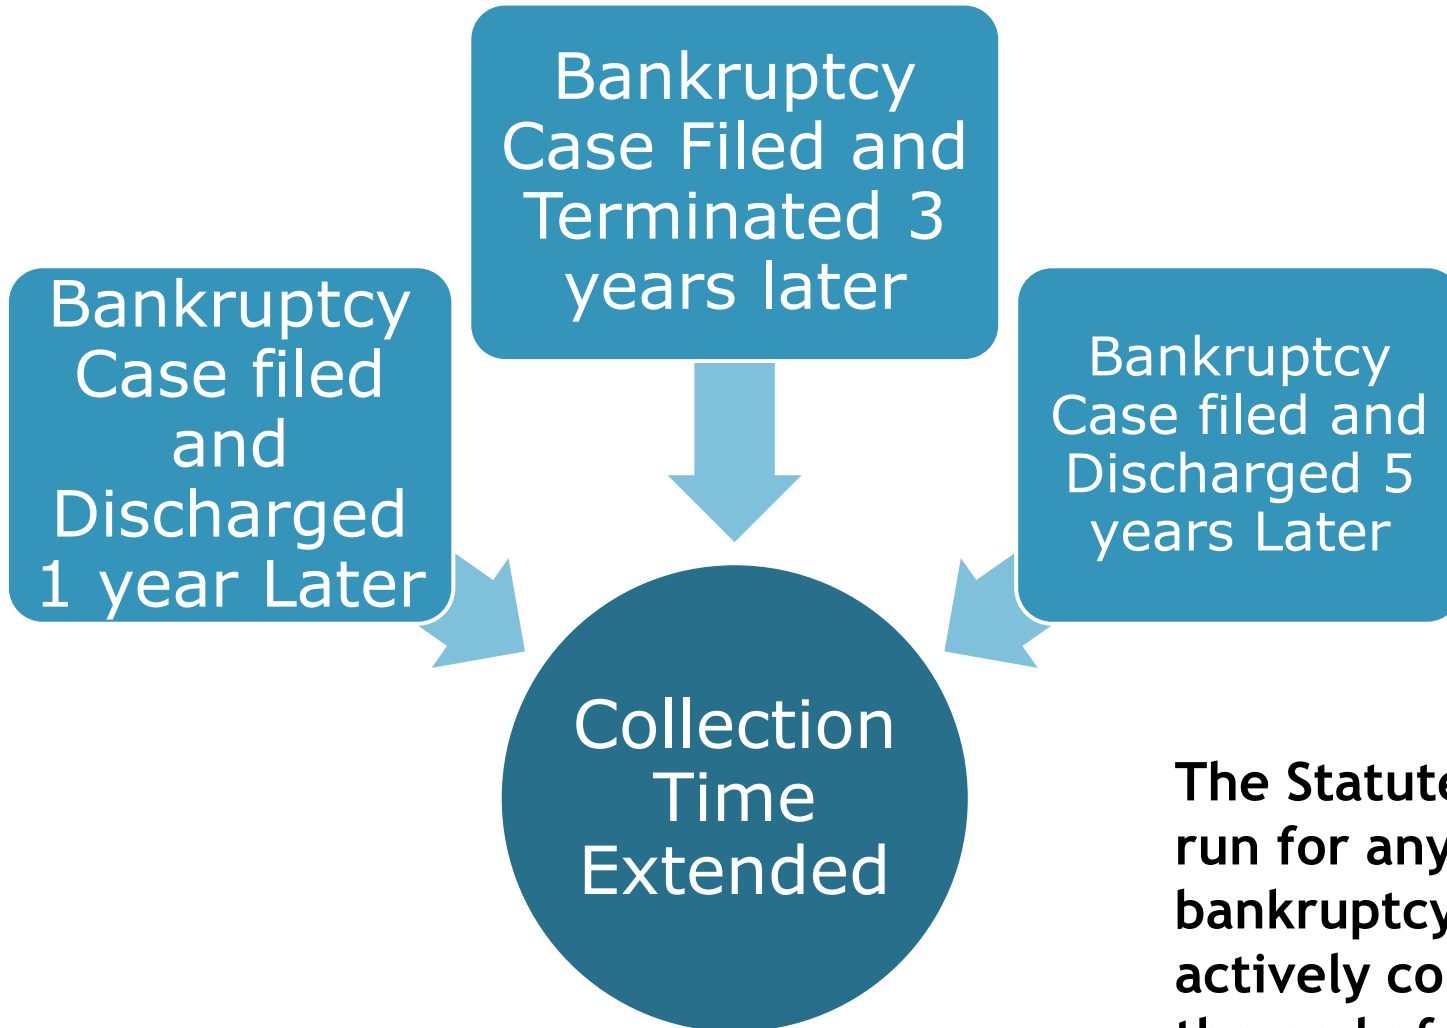 Bankruptcy
Case Filed and
Terminated 3
years later
Bankruptcy
Case filed
and
Discharged
1 year Later
Bankruptcy
Case filed and
Discharged 5
years Later
Collection
Time
Extended
The Statute
run for any
bankruptcy
actively co